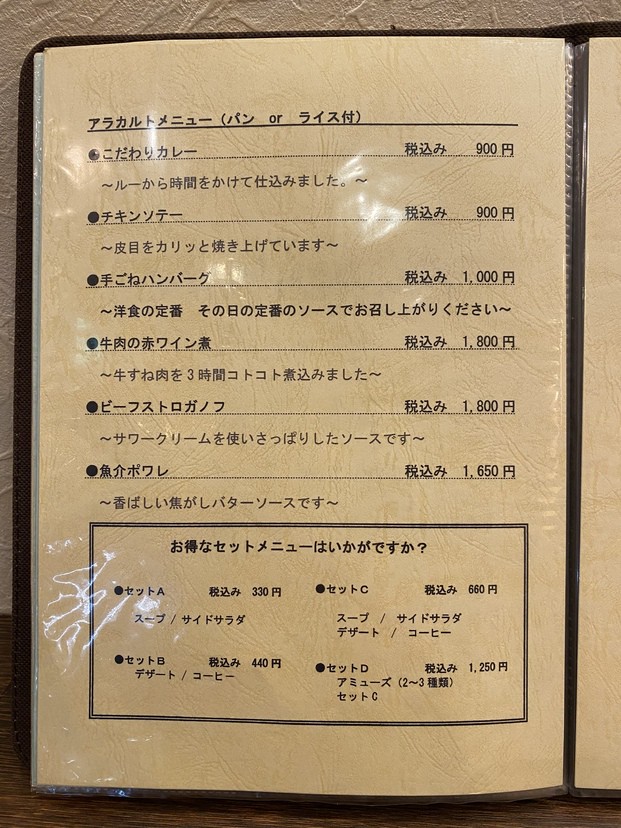 アラカルトメニュー（パン or ライス付）
●こだわりカレー 税込み 900円
～ルーから時間をかけて仕込みました。～
●チキンソテー 税込み 900円
～皮目をカリッと焼き上げています～
●手ごねハンバーグ 税込み 1,000円
～洋食の定番 その日の定番のソースでお召し上がりください～
●牛肉の赤ワイン煮 税込み 1,800円
～牛すね肉を３時間コトコト煮込みました～
●ビーフストロガノフ 税込み 1,800円
～サワークリームを使いさっぱりしたソースです～
●魚介ポワレ 税込み 1,650円
～香ばしい焦がしバターソースです～
お得なセットメニューはいかがですか？
●セットA 税込み 330円
スープ / サイドサラダ
●セットB 税込み 440円
デザート / コーヒー
●セットC 660円
スープ / サイドサラダ
デザート / コーヒー
●セットD 税込み 1,250円
アミューズ（2～3種類）
セットC